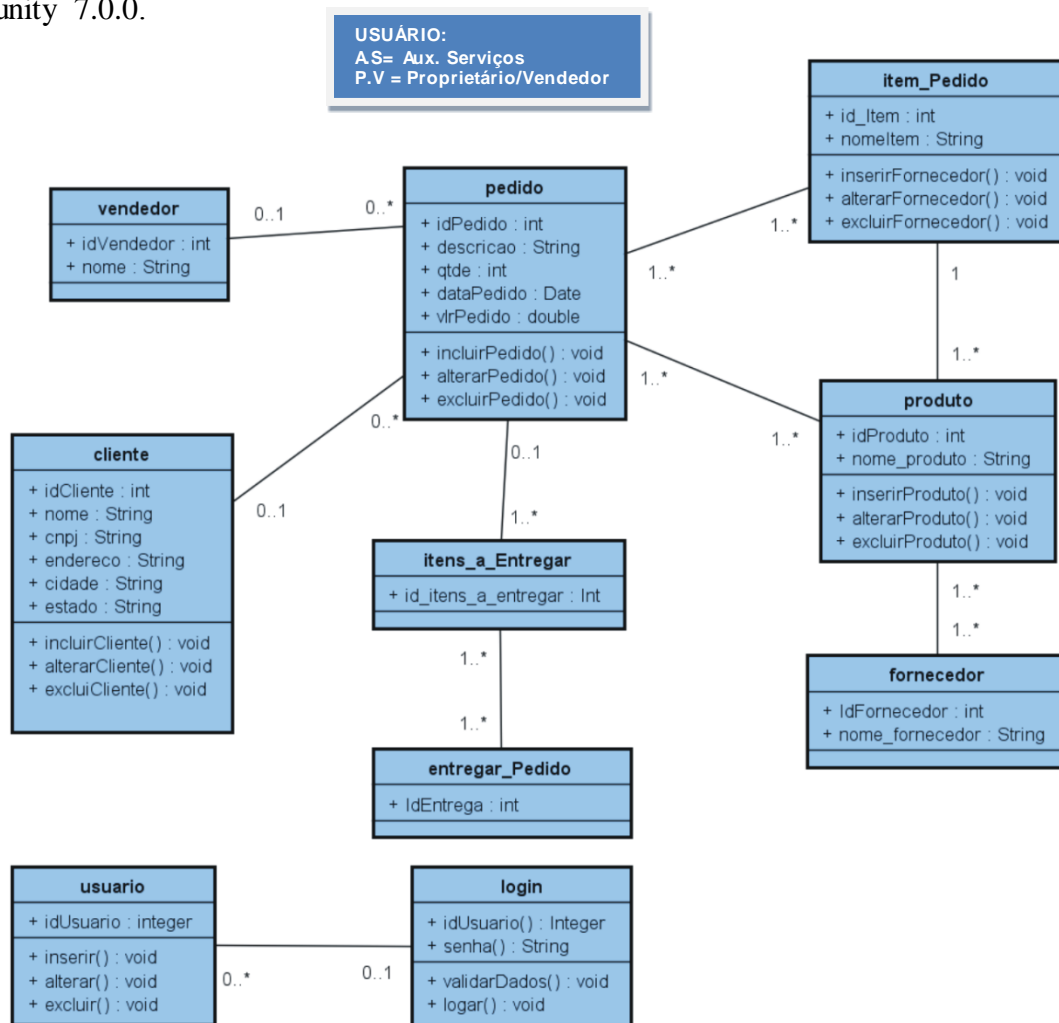 unity 7.0.0.
USUÁRIO:
A.S= Aux. Serviços
P.V = Proprietário/Vendedor
item_Pedido
+ id_Item : int
+ nomeItem : String
+ inserirFornecedor() : void
+ alterarFornecedor() : void
+ excluirFornecedor() : void
vendedor
+ idVendedor : int
+ nome : String
0..1
0..*
pedido
+ idPedido : int
+ descricao : String
+ qtde : int
+ dataPedido : Date
+ vlrPedido : double
+ incluirPedido() : void
+ alterarPedido() : void
+ excluirPedido() : void
1..*
1..*
1
1..*
1..*
1..*
produto
+ idProduto : int
+ nome_produto : String
+ inserirProduto() : void
+ alterarProduto() : void
+ excluirProduto() : void
cliente
+ idCliente : int
+ nome : String
+ cnpj : String
+ endereco : String
+ cidade : String
+ estado : String
+ incluirCliente() : void
+ alterarCliente() : void
+ excluiCliente() : void
0..*
0..1
0..1
1..*
itens_a_Entregar
+ id_itens_a_entregar : Int
1..*
1..*
1..*
1..*
fornecedor
+ IdFornecedor : int
+ nome_fornecedor : String
entregar_Pedido
+ IdEntrega : int
usuario
+ idUsuario : integer
+ inserir() : void
+ alterar() : void
+ excluir() : void
0..*
0..1
login
+ idUsuario() : Integer
+ senha() : String
+ validarDados() : void
+ logar() : void